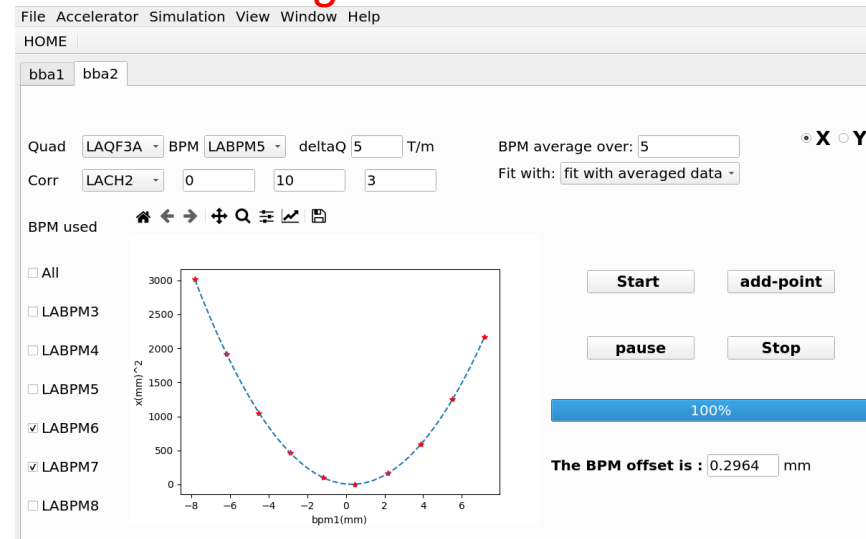 File Accelerator Simulation View Window Help
HOME
bba1 bba2
Quad LAQF3A BPM LABPM5 deltaQ 5 T/m BPM average over: 5 X Y
Corr LACH2 0 10 3 Fit with: fit with averaged data
BPM used
All
LABPM3
LABPM4
LABPM5
LABPM6
LABPM7
LABPM8
3000
2500
2000
1500
1000
500
0
x(mm)^2
−8 −6 −4 −2 0 2 4 6
bpm1(mm)
Start add-point
pause Stop
100%
The BPM offset is : 0.2964 mm